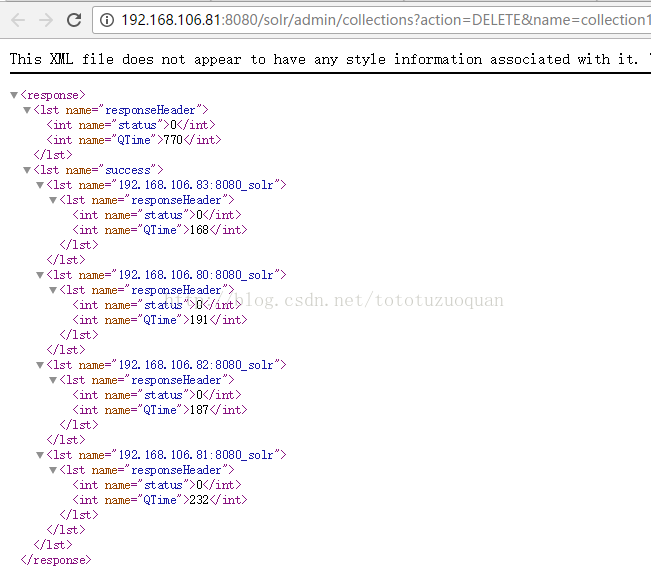 192.168.106.81:8080/solr/admin/collections?action=DELETE&name=collection1
This XML file does not appear to have any style information associated with it.
▼<response>
▼<lst name="responseHeader">
<int name="status">0</int>
<int name="QTime">770</int>
</lst>
▼<lst name="success">
▼<lst name="192.168.106.83:8080_solr">
▼<lst name="responseHeader">
<int name="status">0</int>
<int name="QTime">168</int>
</lst>
</lst>
▼<lst name="192.168.106.80:8080_solr">
▼<lst name="responseHeader">
<int name="status">0</int>
http://blog.csdn.net/tototuzuoquan
<int name="QTime">191</int>
</lst>
</lst>
▼<lst name="192.168.106.82:8080_solr">
▼<lst name="responseHeader">
<int name="status">0</int>
<int name="QTime">187</int>
</lst>
</lst>
▼<lst name="192.168.106.81:8080_solr">
▼<lst name="responseHeader">
<int name="status">0</int>
<int name="QTime">232</int>
</lst>
</lst>
</lst>
</response>